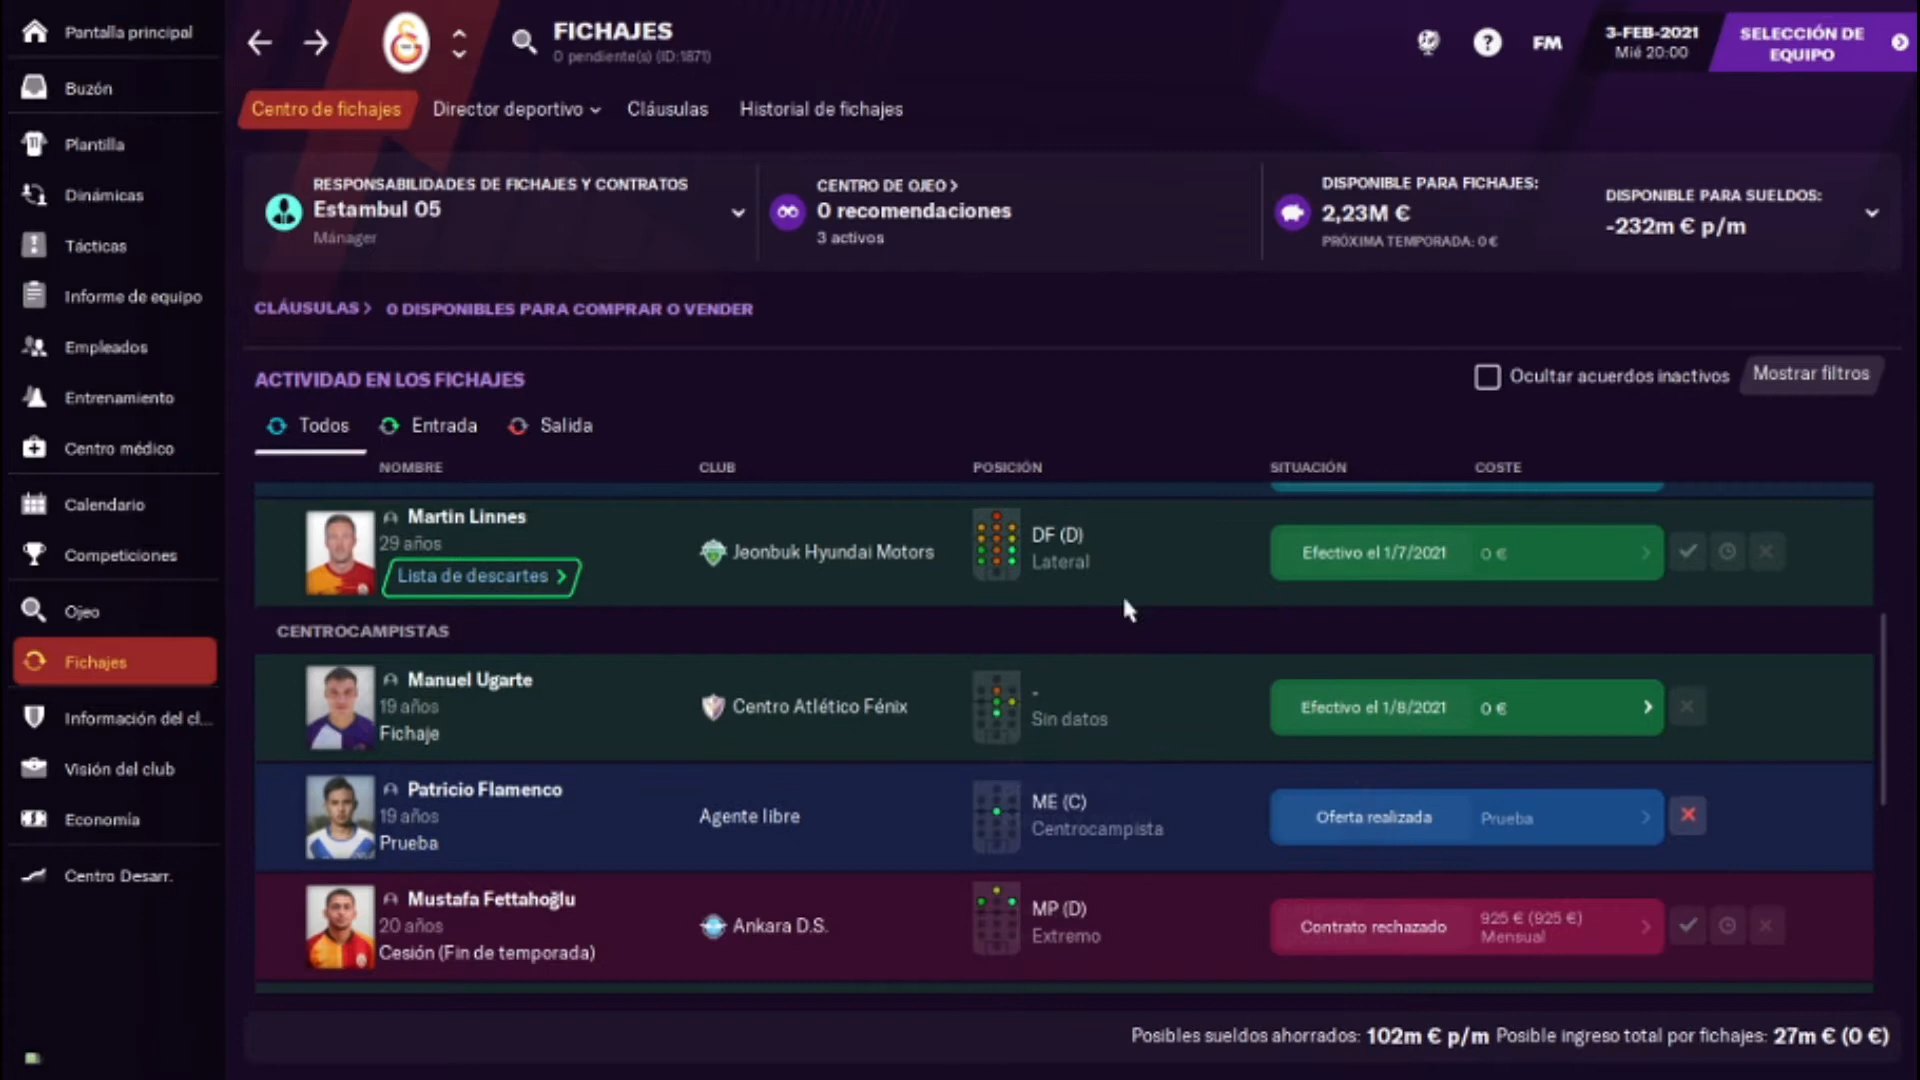 Pantalla principal
Buzón
Plantilla
Dinámicas
Tácticas
Informe de equipo
Empleados
Entrenamiento
Centro médico
Calendario
Competiciones
Ojeo
Fichajes
Información del cl...
Visión del club
Economía
Centro Desarr.
FICHAJES
0 pendiente(s) (ID:1871)
FM
3-FEB-2021
Mié 20:00
SELECCIÓN DE
EQUIPO
Centro de fichajes
Director deportivo
Cláusulas
Historial de fichajes
RESPONSABILIDADES DE FICHAJES Y CONTRATOS
Estambul 05
Mánager
CENTRO DE OJEO >
0 recomendaciones
3 activos
DISPONIBLE PARA FICHAJES:
2,23M €
PRÓXIMA TEMPORADA: 0 €
DISPONIBLE PARA SUELDOS:
-232m € p/m
CLÁUSULAS > 0 DISPONIBLES PARA COMPRAR O VENDER
ACTIVIDAD EN LOS FICHAJES
Ocultar acuerdos inactivos
Mostrar filtros
Todos
Entrada
Salida
NOMBRE CLUB POSICIÓN SITUACIÓN COSTE
Martin Linnes
29 años
Lista de descartes >
Jeonbuk Hyundai Motors
DF (D)
Lateral
Efectivo el 1/7/2021 0 €
CENTROCAMPISTAS
Manuel Ugarte
19 años
Fichaje
Centro Atlético Fénix
-
Sin datos
Efectivo el 1/8/2021 0 €
Patricio Flamenco
19 años
Prueba
Agente libre
ME (C)
Centrocampista
Oferta realizada Prueba
Mustafa Fettahoğlu
20 años
Cesión (Fin de temporada)
Ankara D.S.
MP (D)
Extremo
Contrato rechazado
925 € (925 €)
Mensual
Posibles sueldos ahorrados: 102m € p/m Posible ingreso total por fichajes: 27m € (0 €)